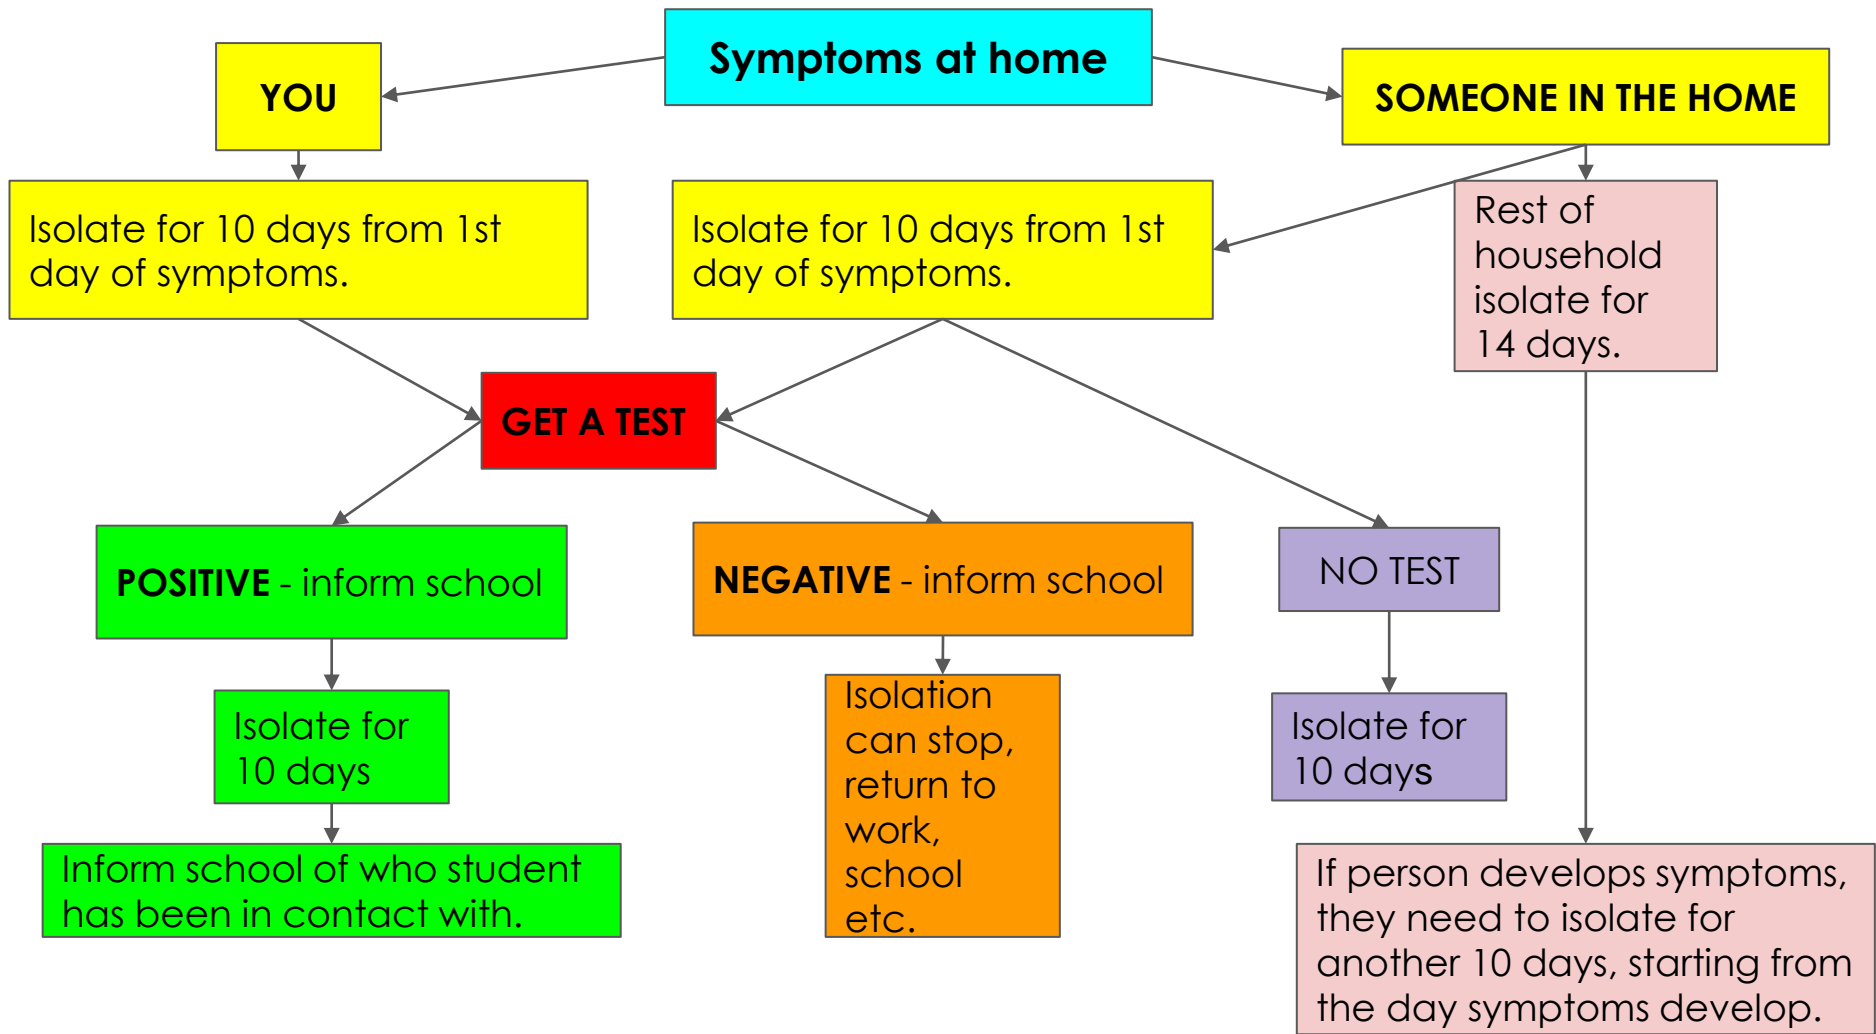 Symptoms at home
YOU
SOMEONE IN THE HOME
Isolate for 10 days from 1st
day of symptoms.
Isolate for 10 days from 1st
day of symptoms.
Rest of
household
isolate for
14 days.
GET A TEST
POSITIVE - inform school
NEGATIVE - inform school
NO TEST
Isolate for
10 days
Isolation
can stop,
return to
work,
school
etc.
Isolate for
10 days
Inform school of who student
has been in contact with.
If person develops symptoms,
they need to isolate for
another 10 days, starting from
the day symptoms develop.